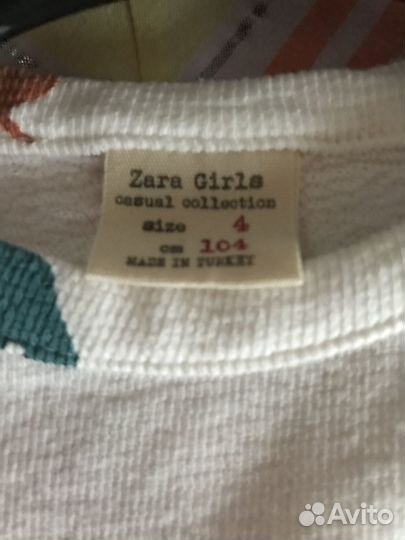 Zara Girls
casual collection
size 4
cm 104
MADE IN TURKEY
Avito